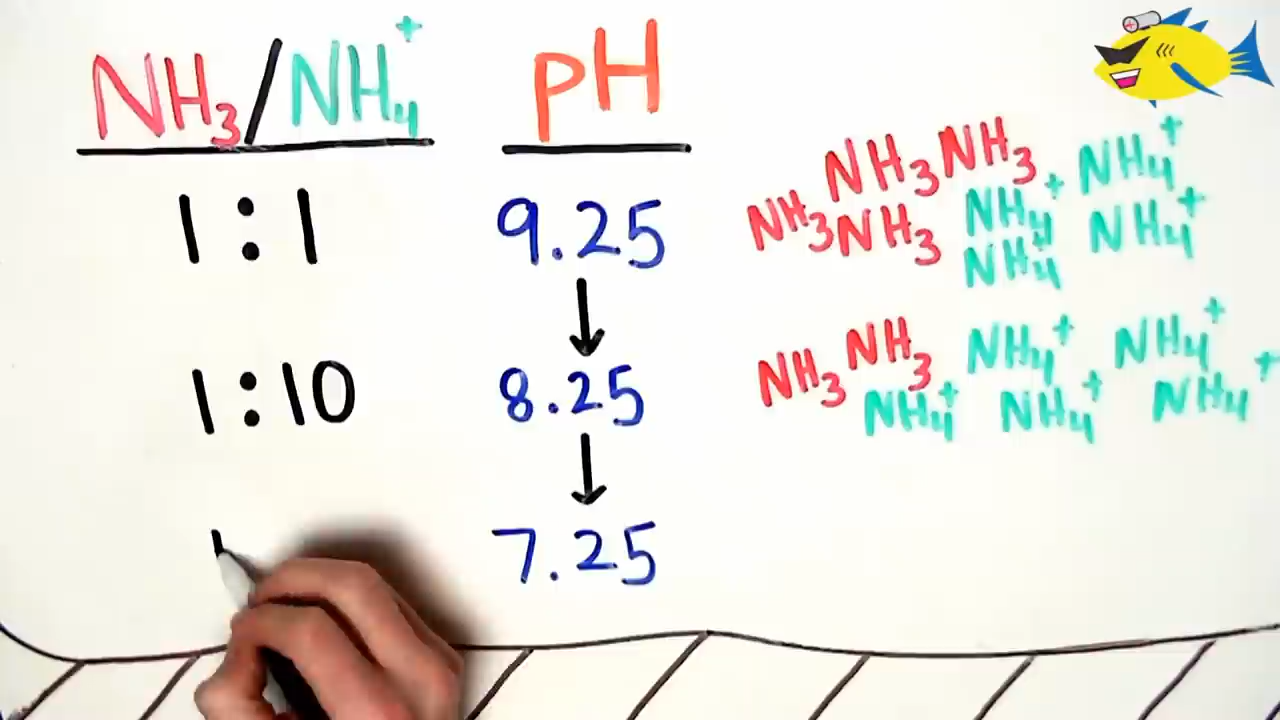 NH₃/NH₄⁺ pH
1:1 9.25
1:10 8.25
1 7.25
NH₃ NH₃ NH₄⁺
NH₃ NH₃ NH₄⁺ NH₄⁺
NH₄⁺
NH₃ NH₃ NH₄⁺ NH₄⁺
NH₄⁺ NH₄⁺ NH₄⁺